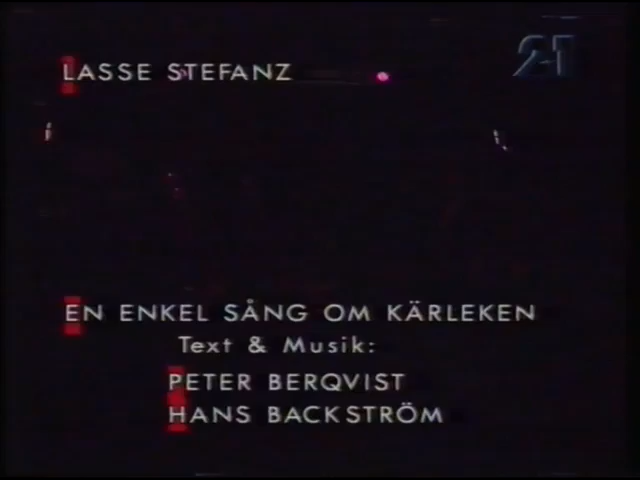 LASSE STEFANZ
EN ENKEL SÅNG OM KÄRLEKEN
Text & Musik:
PETER BERQVIST
HANS BACKSTRÖM